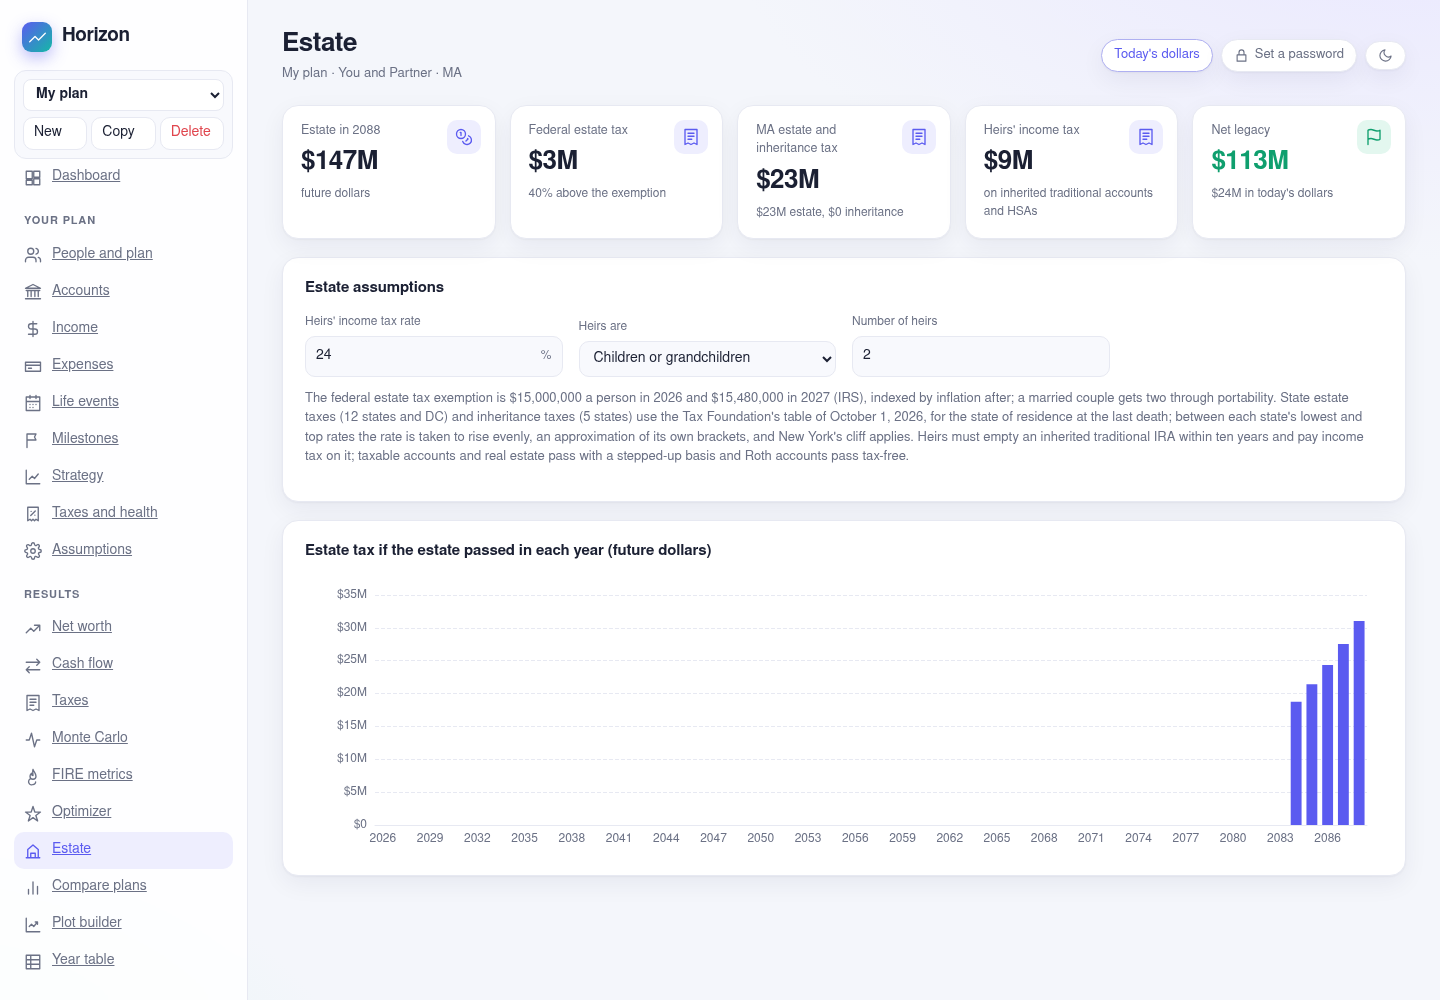 Horizon
My plan
New
Copy
Delete
Dashboard
YOUR PLAN
People and plan
Accounts
Income
Expenses
Life events
Milestones
Strategy
Taxes and health
Assumptions
RESULTS
Net worth
Cash flow
Taxes
Monte Carlo
FIRE metrics
Optimizer
Estate
Compare plans
Plot builder
Year table
Estate
My plan · You and Partner · MA
Today's dollars
Set a password
Estate in 2088
$147M
future dollars
Federal estate tax
$3M
40% above the exemption
MA estate and
inheritance tax
$23M
$23M estate, $0 inheritance
Heirs' income tax
$9M
on inherited traditional accounts
and HSAs
Net legacy
$113M
$24M in today's dollars
Estate assumptions
Heirs' income tax rate
24 %
Heirs are
Children or grandchildren
Number of heirs
2
The federal estate tax exemption is $15,000,000 a person in 2026 and $15,480,000 in 2027 (IRS), indexed by inflation after; a married couple gets two through portability. State estate
taxes (12 states and DC) and inheritance taxes (5 states) use the Tax Foundation's table of October 1, 2026, for the state of residence at the last death; between each state's lowest and
top rates the rate is taken to rise evenly, an approximation of its own brackets, and New York's cliff applies. Heirs must empty an inherited traditional IRA within ten years and pay income
tax on it; taxable accounts and real estate pass with a stepped-up basis and Roth accounts pass tax-free.
Estate tax if the estate passed in each year (future dollars)
$35M
$30M
$25M
$20M
$15M
$10M
$5M
$0
2026 2029 2032 2035 2038 2041 2044 2047 2050 2053 2056 2059 2062 2065 2068 2071 2074 2077 2080 2083 2086